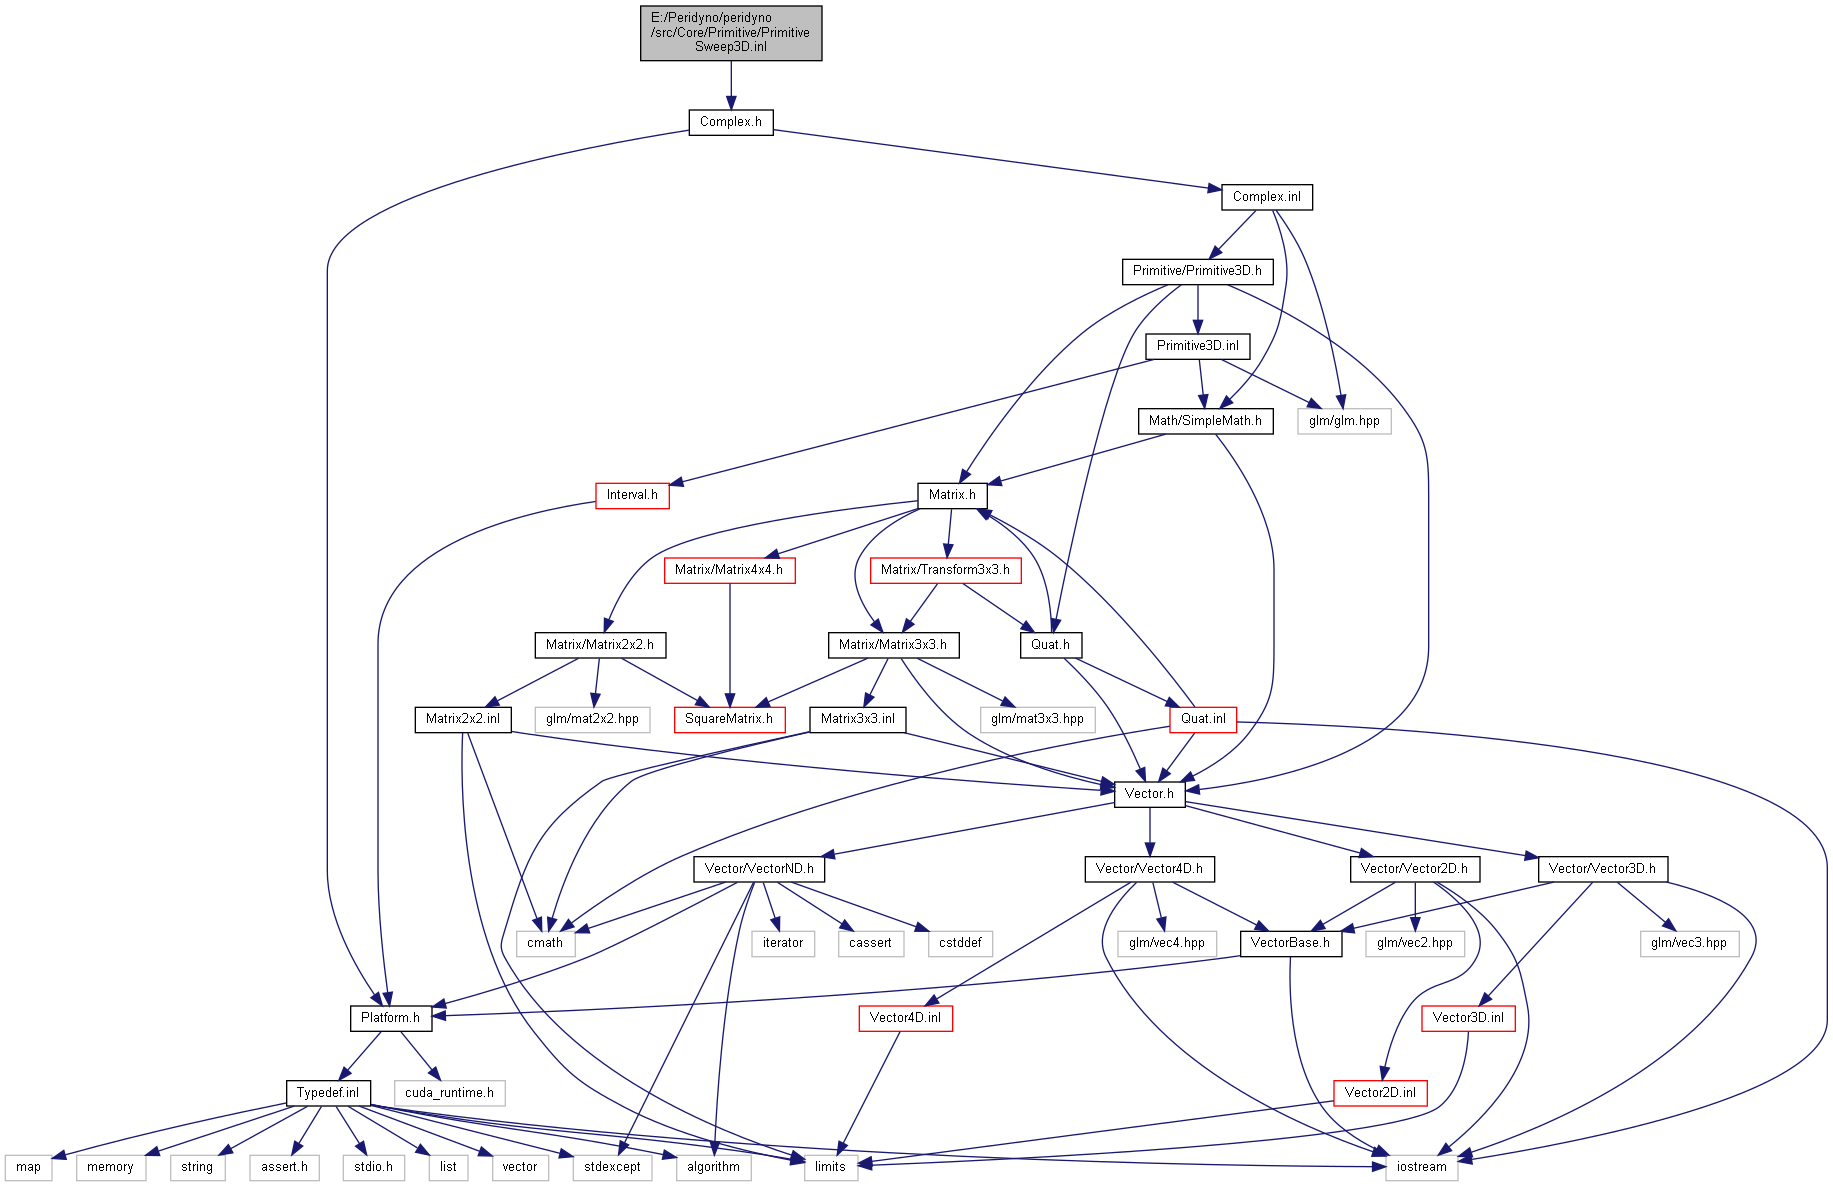 E:/Peridyno/peridyno
/src/Core/Primitive/Primitive
Sweep3D.inl
Complex.h
Complex.inl
Primitive/Primitive3D.h
Primitive3D.inl
Math/SimpleMath.h
glm/glm.hpp
Interval.h
Matrix.h
Matrix/Matrix4x4.h
Matrix/Transform3x3.h
Matrix/Matrix2x2.h
Matrix/Matrix3x3.h
Quat.h
Matrix2x2.inl
glm/mat2x2.hpp
SquareMatrix.h
Matrix3x3.inl
glm/mat3x3.hpp
Quat.inl
Vector.h
Vector/VectorND.h
Vector/Vector4D.h
Vector/Vector2D.h
Vector/Vector3D.h
cmath
iterator
cassert
cstddef
glm/vec4.hpp
VectorBase.h
glm/vec2.hpp
glm/vec3.hpp
Platform.h
Vector4D.inl
Vector3D.inl
Typedef.inl
cuda_runtime.h
Vector2D.inl
map
memory
string
assert.h
stdio.h
list
vector
stdexcept
algorithm
limits
iostream